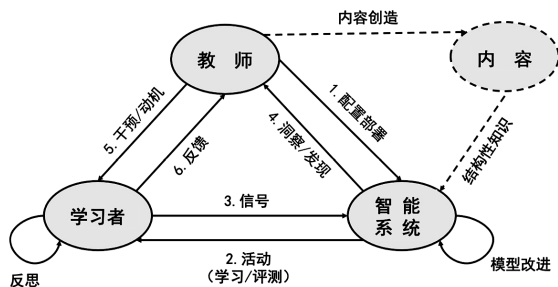 内容创造
教 师
内 容
1. 配置部署
5. 干预/动机
4. 洞察/发现
6. 反馈
结构性知识
学习者
3. 信号
智 能
系统
2. 活动
（学习/评测）
反思
模型改进